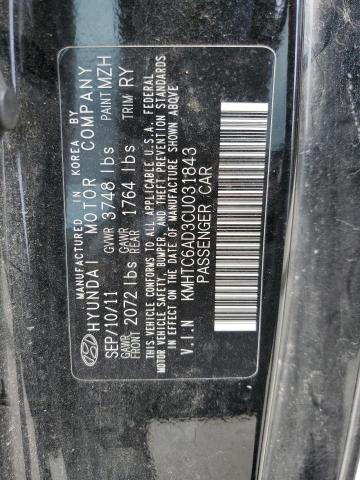 MANUFACTURED IN KOREA BY
HYUNDAI MOTOR COMPANY
SEP/10/11 GVWR 3748 lbs PAINT MZH
GAWR FRONT 2072 lbs GAWR REAR 1764 lbs TRIM RY
THIS VEHICLE CONFORMS TO ALL APPLICABLE U.S.A. FEDERAL
MOTOR VEHICLE SAFETY, BUMPER, AND THEFT PREVENTION STANDARDS
IN EFFECT ON THE DATE OF MANUFACTURE SHOWN ABOVE
V.I.N KMHTC6AD3CU031843
PASSENGER CAR